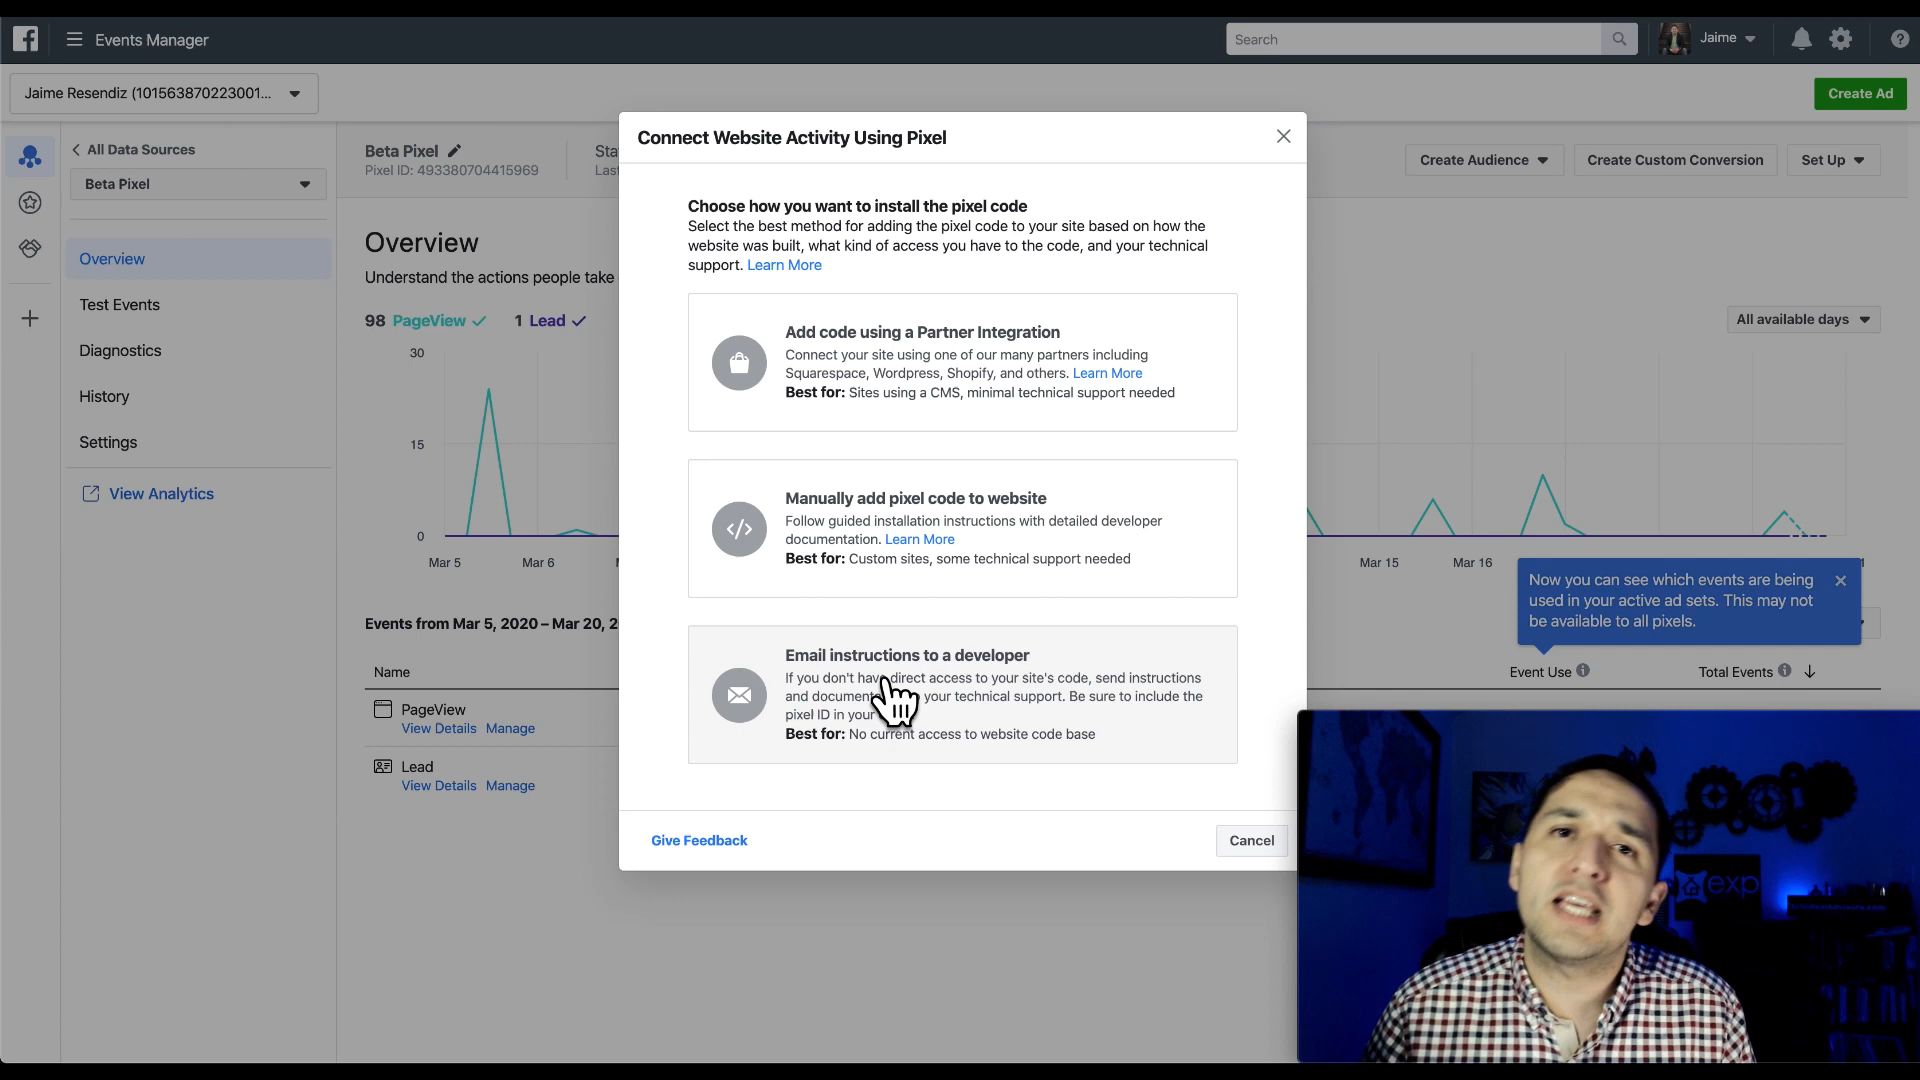 Events Manager
Search
Jaime
Jaime Resendiz (101563870223001...
Create Ad
All Data Sources
Beta Pixel
Overview
Test Events
Diagnostics
History
Settings
View Analytics
Beta Pixel
Pixel ID: 493380704415969
Sta
Last
Create Audience
Create Custom Conversion
Set Up
Overview
Understand the actions people take
98 PageView
1 Lead
All available days
30
15
0
Mar 5
Mar 6
Mar 15
Mar 16
Events from Mar 5, 2020 – Mar 20, 2
Name
Event Use
Total Events
PageView
View Details Manage
Lead
View Details Manage
Connect Website Activity Using Pixel
Choose how you want to install the pixel code
Select the best method for adding the pixel code to your site based on how the
website was built, what kind of access you have to the code, and your technical
support. Learn More
Add code using a Partner Integration
Connect your site using one of our many partners including
Squarespace, Wordpress, Shopify, and others. Learn More
Best for: Sites using a CMS, minimal technical support needed
Manually add pixel code to website
Follow guided installation instructions with detailed developer
documentation. Learn More
Best for: Custom sites, some technical support needed
Email instructions to a developer
If you don't have direct access to your site's code, send instructions
and document your technical support. Be sure to include the
pixel ID in your
Best for: No current access to website code base
Give Feedback
Cancel
Now you can see which events are being
used in your active ad sets. This may not
be available to all pixels.
exp